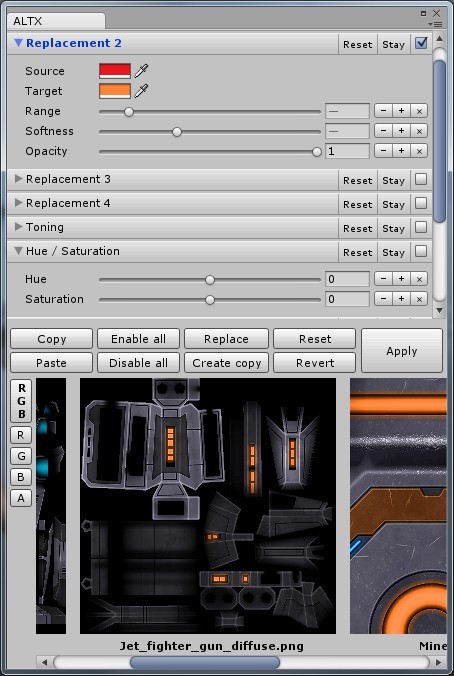 ALTX
Replacement 2 Reset Stay
Source
Target
Range — − + ×
Softness — − + ×
Opacity 1 − + ×
Replacement 3 Reset Stay
Replacement 4 Reset Stay
Toning Reset Stay
Hue / Saturation Reset Stay
Hue 0 − + ×
Saturation 0 − + ×
Copy Enable all Replace Reset
Apply
Paste Disable all Create copy Revert
R
G
B
R
G
B
A
Jet_fighter_gun_diffuse.png Mine